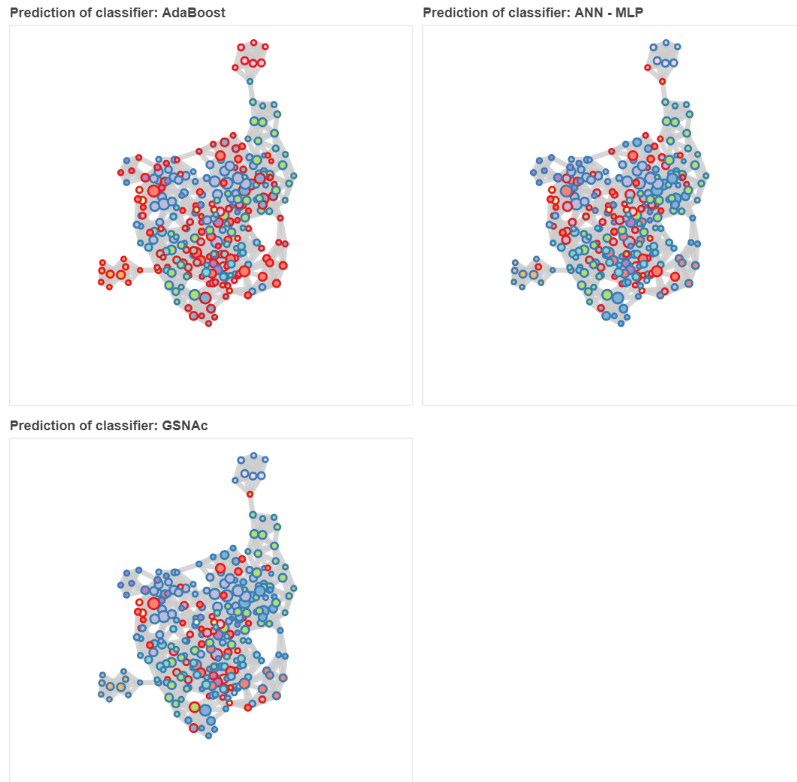 Prediction of classifier: AdaBoost
Prediction of classifier: ANN - MLP
Prediction of classifier: GSNAc